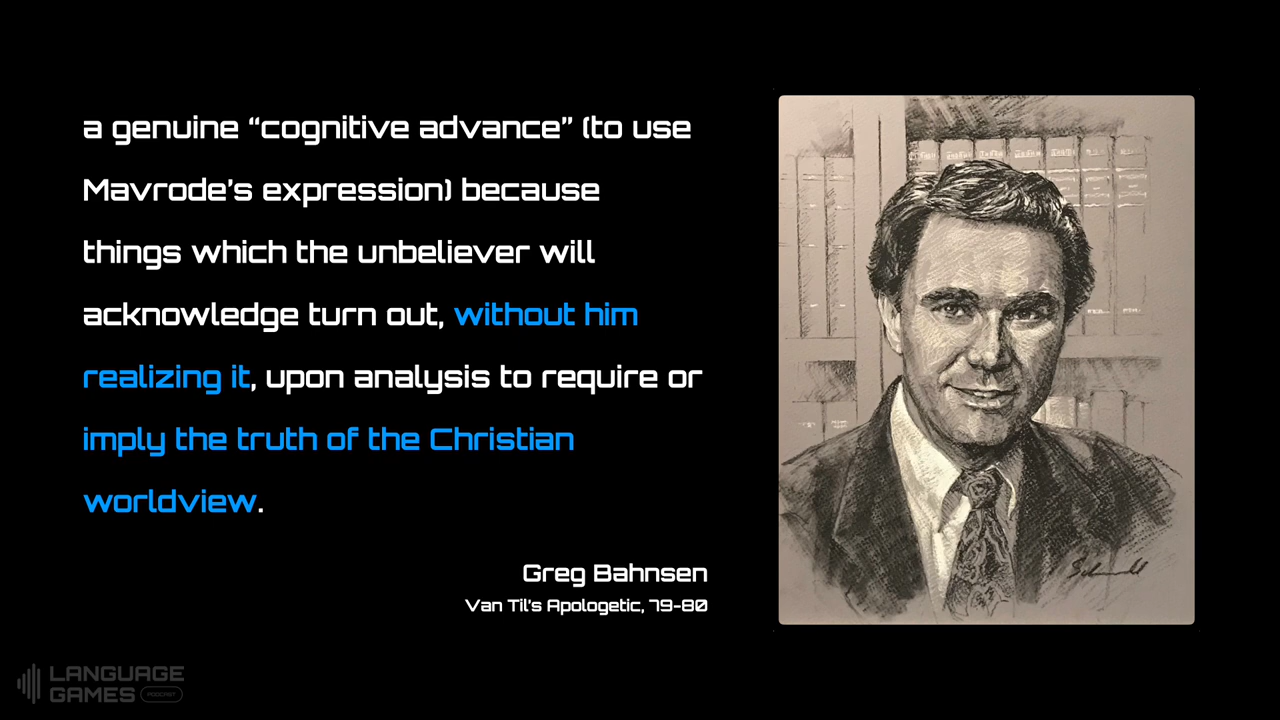 a genuine “cognitive advance” (to use
Mavrode’s expression) because
things which the unbeliever will
acknowledge turn out, without him
realizing it, upon analysis to require or
imply the truth of the Christian
worldview.
Greg Bahnsen
Van Til’s Apologetic, 79-80
LANGUAGE
GAMES PODCAST